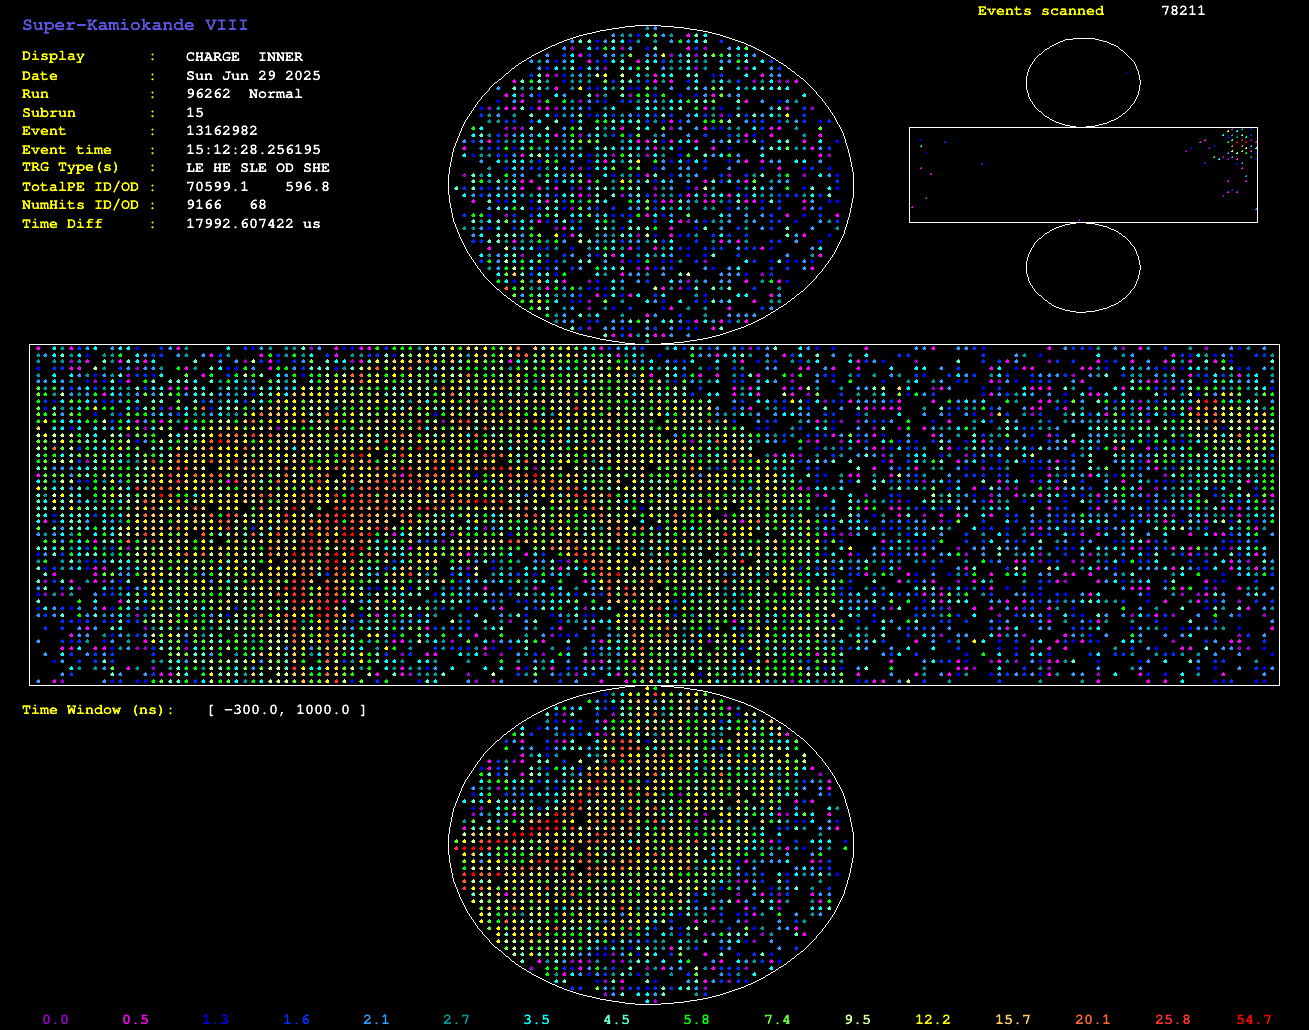 Super-Kamiokande VIII
Display : CHARGE INNER
Date : Sun Jun 29 2025
Run : 96262 Normal
Subrun : 15
Event : 13162982
Event time : 15:12:28.256195
TRG Type(s) : LE HE SLE OD SHE
TotalPE ID/OD : 70599.1 596.8
NumHits ID/OD : 9166 68
Time Diff : 17992.607422 us
Events scanned 78211
Time Window (ns): [ -300.0, 1000.0 ]
0.0 0.5 1.3 1.6 2.1 2.7 3.5 4.5 5.8 7.4 9.5 12.2 15.7 20.1 25.8 54.7